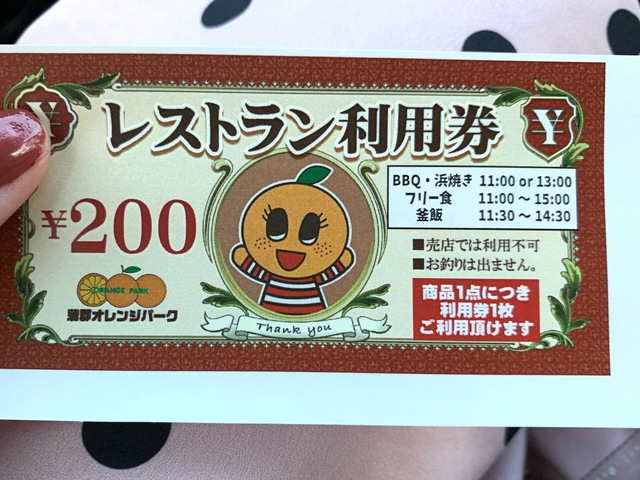 ¥
レストラン利用券
¥
¥200
BBQ・浜焼き 11:00 or 13:00
フリー食 11:00～15:00
釜飯 11:30～14:30
■売店では利用不可
■お釣りは出ません。
商品1点につき
利用券1枚
ご利用頂けます
ORANGE PARK
蒲郡オレンジパーク
Thank you